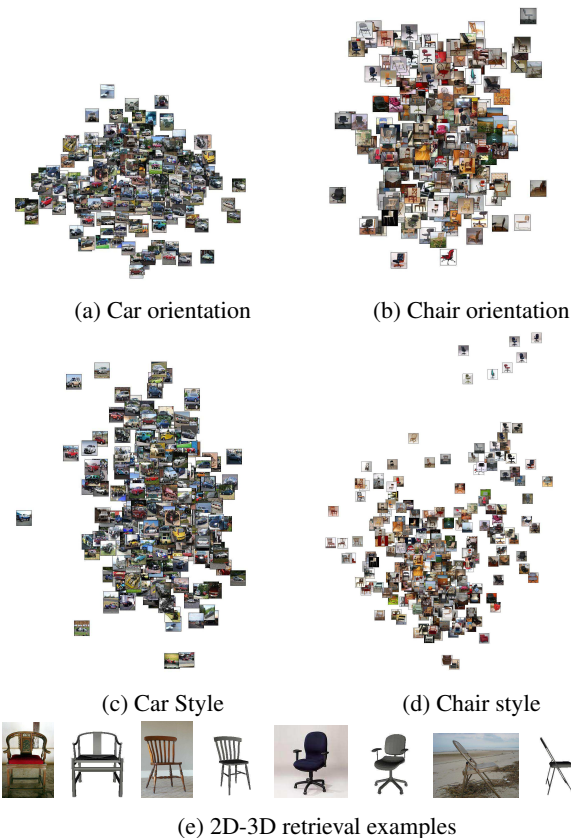 (a) Car orientation
(b) Chair orientation
(c) Car Style
(d) Chair style
(e) 2D-3D retrieval examples